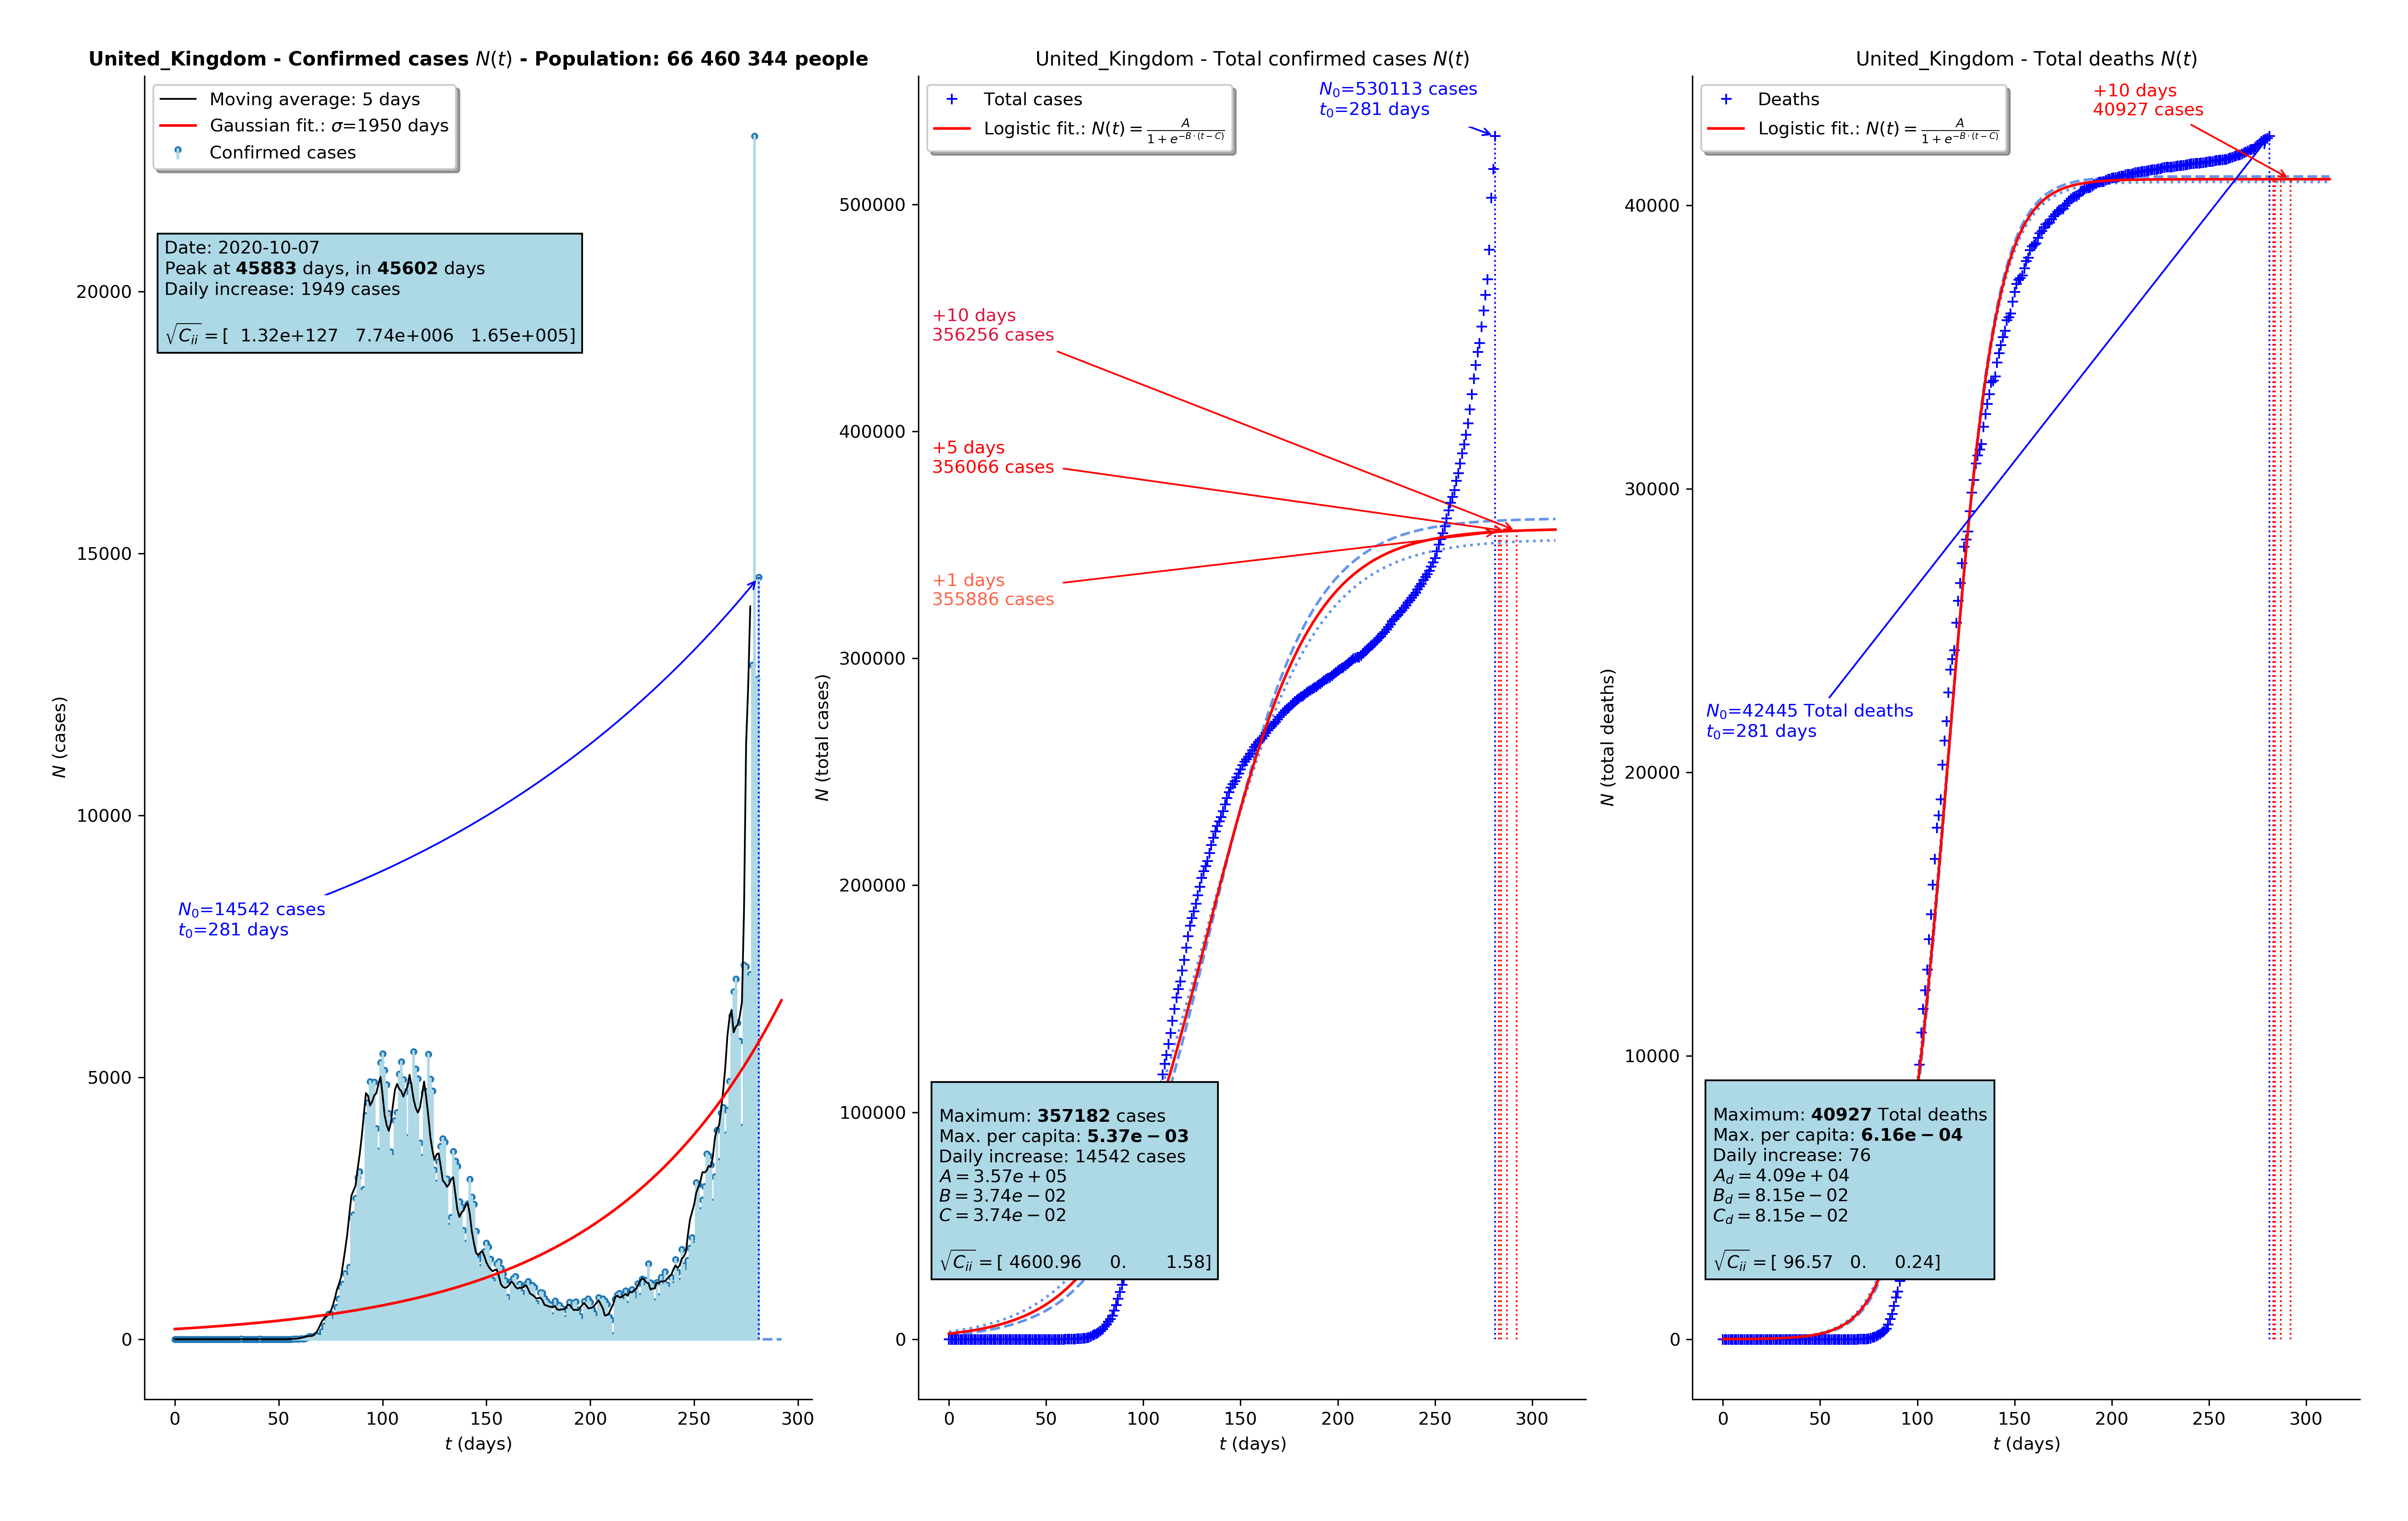 United_Kingdom - Confirmed cases N(t) - Population: 66 460 344 people
Moving average: 5 days
Gaussian fit.: σ=1950 days
Confirmed cases
Date: 2020-10-07
Peak at 45883 days, in 45602 days
Daily increase: 1949 cases
√C_ii = [ 1.32e+127 7.74e+006 1.65e+005]
N₀=14542 cases
t₀=281 days
N (cases)
20000
15000
10000
5000
0
0 50 100 150 200 250 300
t (days)
United_Kingdom - Total confirmed cases N(t)
Total cases
Logistic fit.: N(t) = A / (1 + e^(−B·(t−C)))
N₀=530113 cases
t₀=281 days
+10 days
356256 cases
+5 days
356066 cases
+1 days
355886 cases
Maximum: 357182 cases
Max. per capita: 5.37e − 03
Daily increase: 14542 cases
A = 3.57e + 05
B = 3.74e − 02
C = 3.74e − 02
√C_ii = [ 4600.96 0. 1.58]
N (total cases)
500000
400000
300000
200000
100000
0
0 50 100 150 200 250 300
t (days)
United_Kingdom - Total deaths N(t)
Deaths
Logistic fit.: N(t) = A / (1 + e^(−B·(t−C)))
+10 days
40927 cases
N₀=42445 Total deaths
t₀=281 days
Maximum: 40927 Total deaths
Max. per capita: 6.16e − 04
Daily increase: 76
A_d = 4.09e + 04
B_d = 8.15e − 02
C_d = 8.15e − 02
√C_ii = [ 96.57 0. 0.24]
N (total deaths)
40000
30000
20000
10000
0
0 50 100 150 200 250 300
t (days)